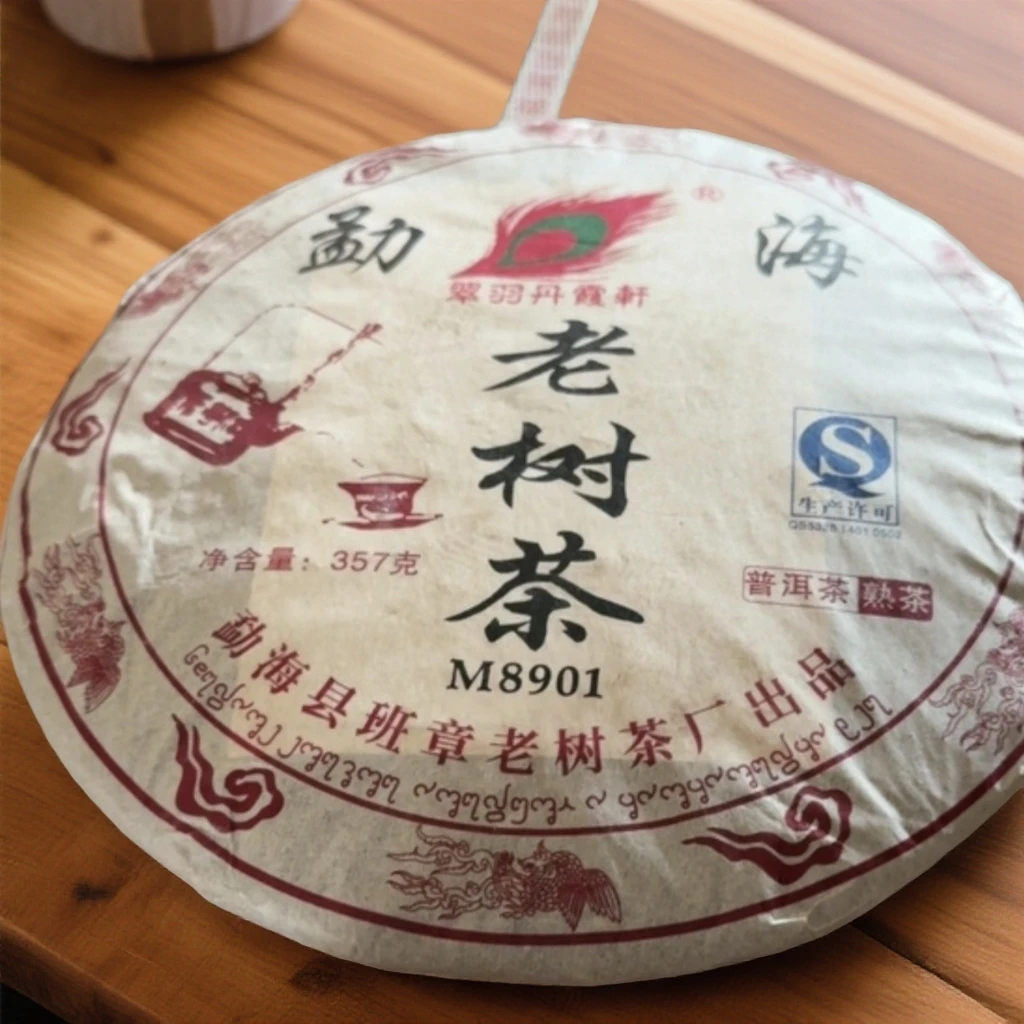 勐海
®
翠羽丹霞軒
老树茶
M8901
净含量：357克
S
生产许可
普洱茶 熟茶
勐海县班章老树茶厂出品